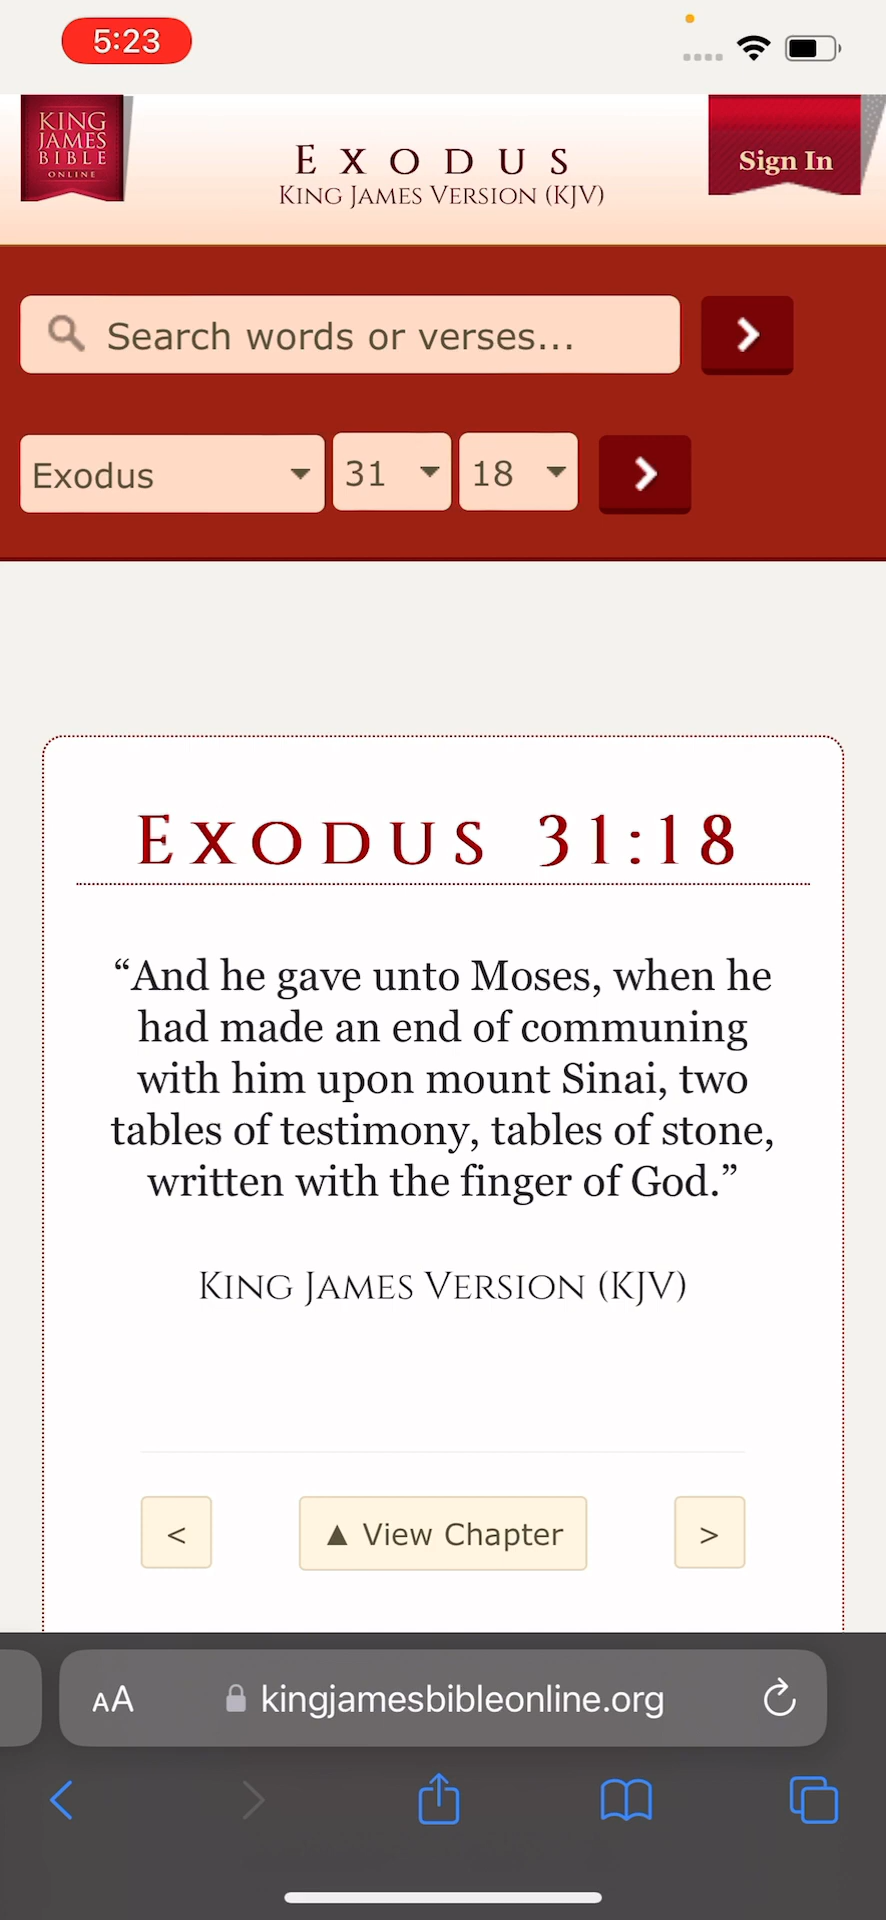 5:23
KING
JAMES
BIBLE
ONLINE
EXODUS
KING JAMES VERSION (KJV)
Sign In
Search words or verses...
Exodus 31 18
EXODUS 31:18
“And he gave unto Moses, when he
had made an end of communing
with him upon mount Sinai, two
tables of testimony, tables of stone,
written with the finger of God.”
KING JAMES VERSION (KJV)
< ▲ View Chapter >
AA kingjamesbibleonline.org